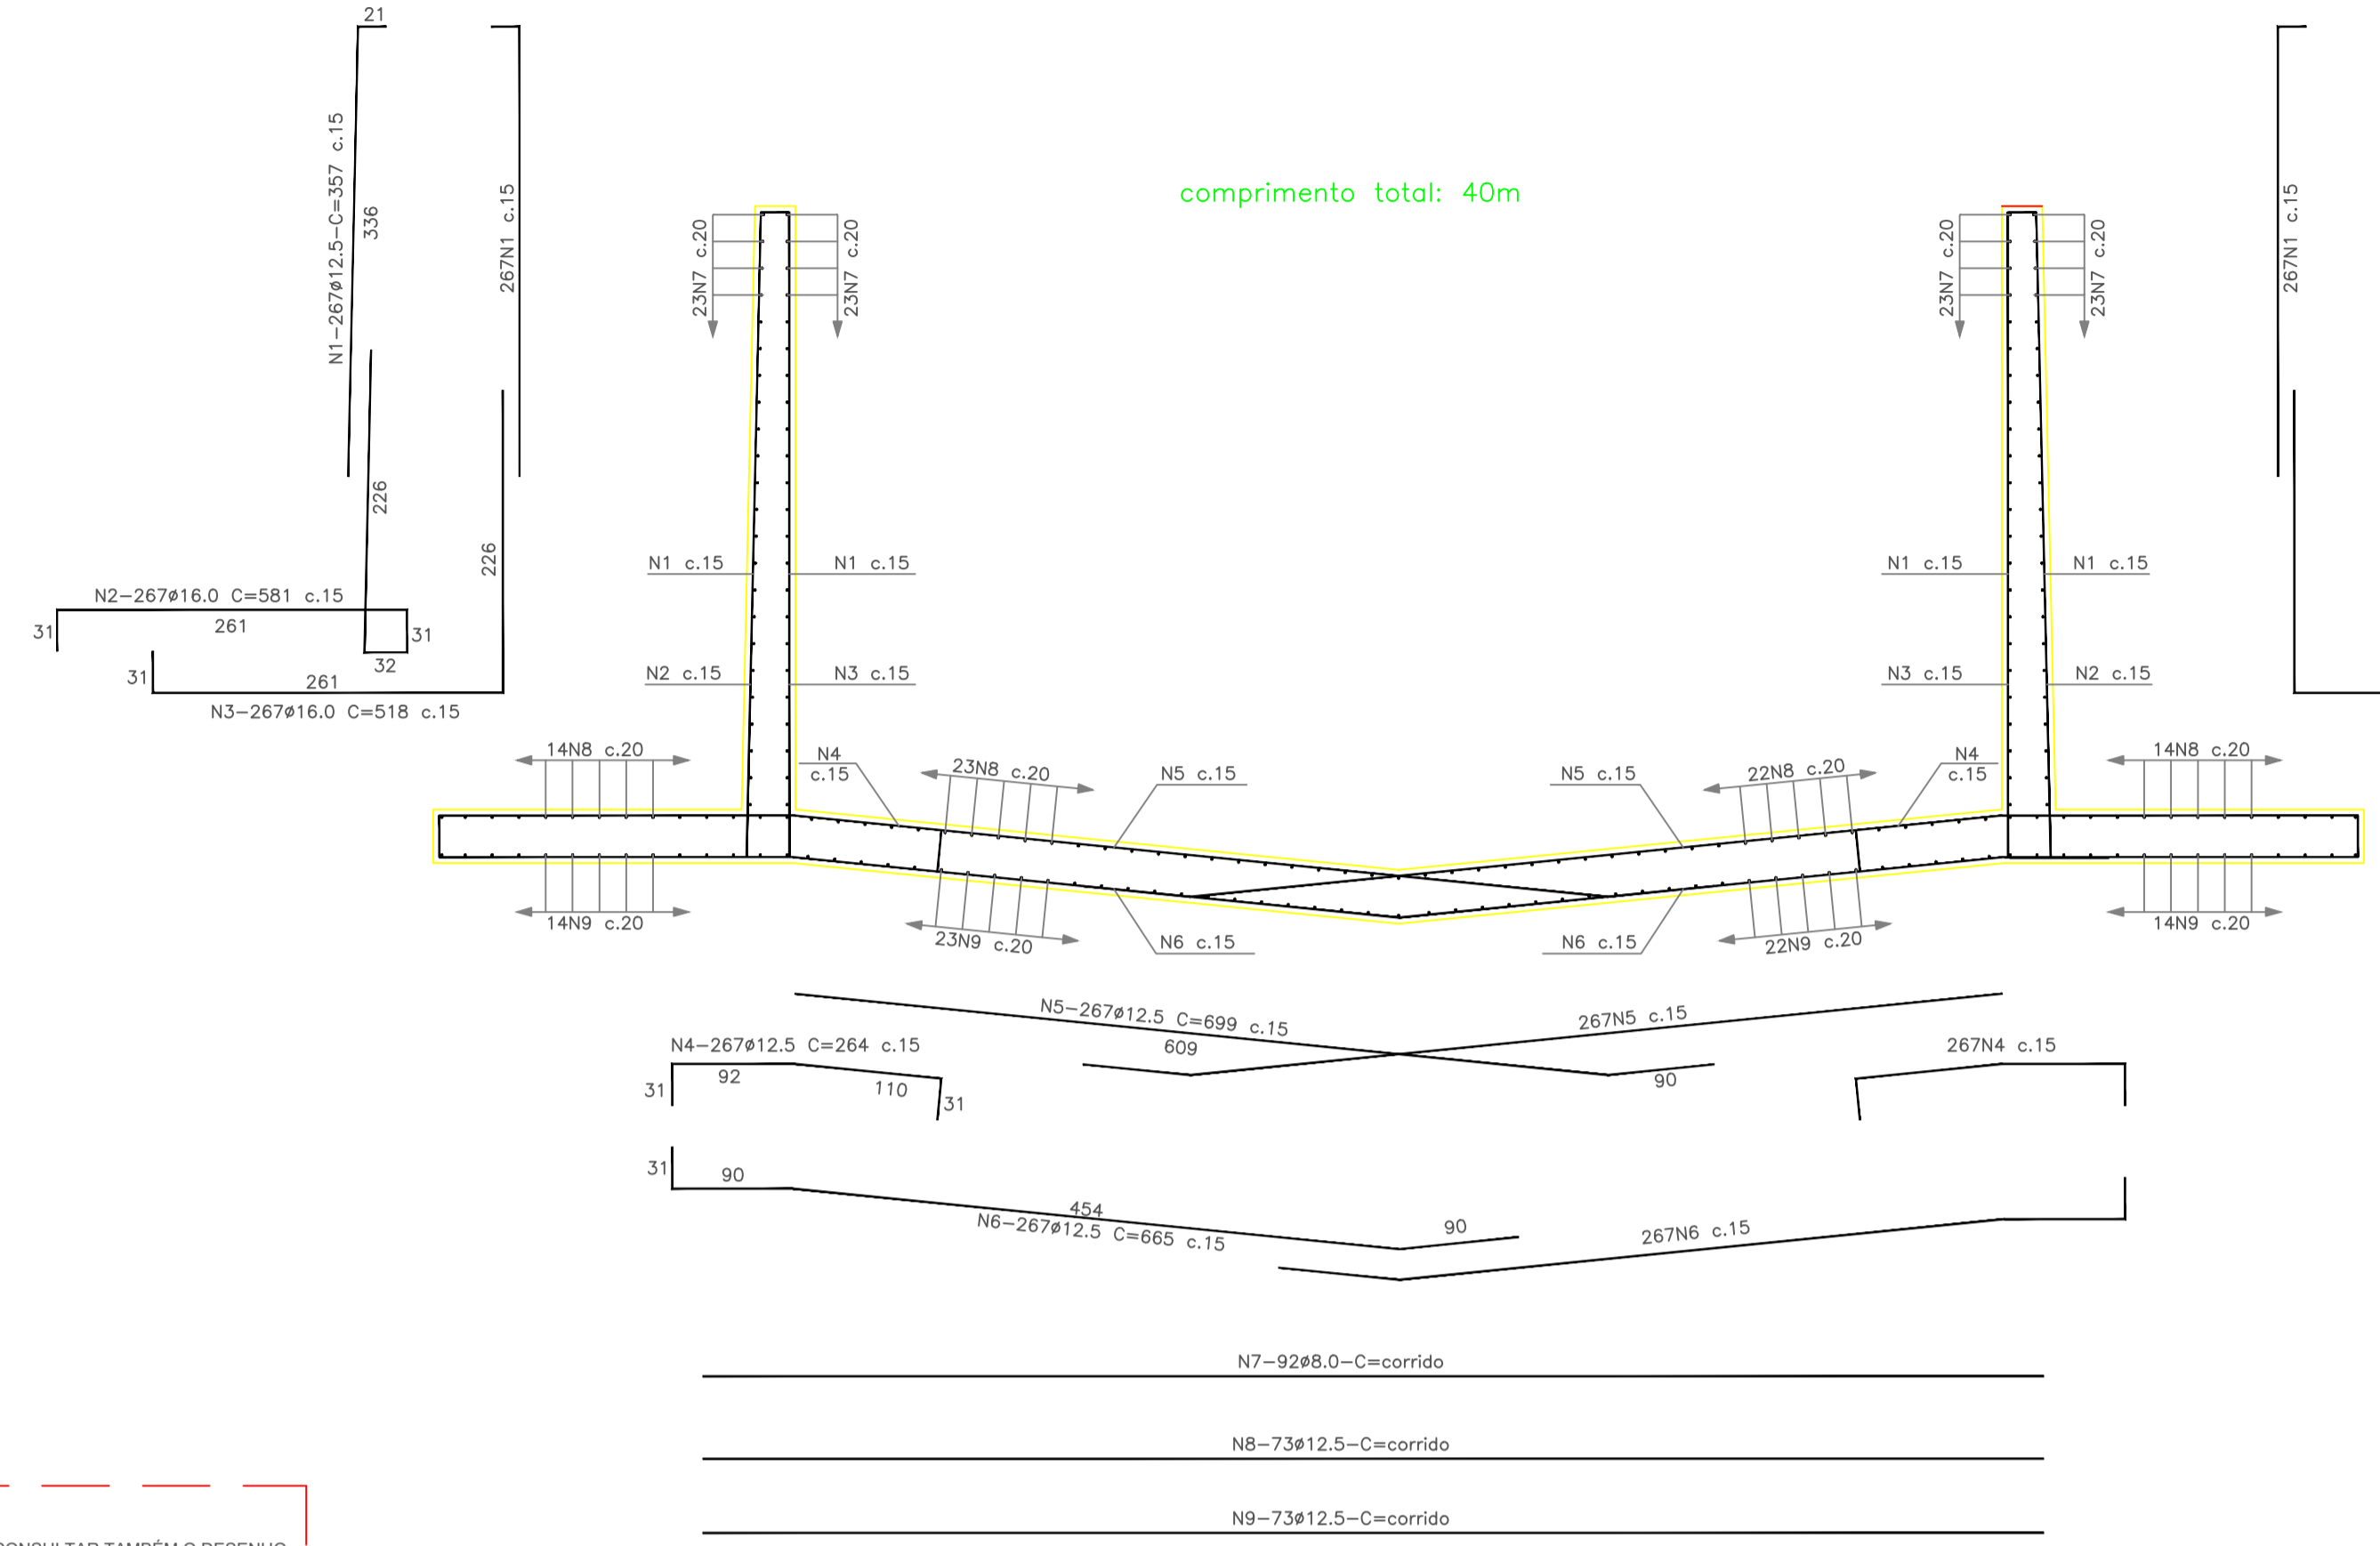 21
N1-267ø12.5-C=357 c.15
336
267N1 c.15
226
226
N2-267ø16.0 C=581 c.15
31
261
31
32
31
261
N3-267ø16.0 C=518 c.15
comprimento total: 40m
23N7 c.20
23N7 c.20
23N7 c.20
23N7 c.20
267N1 c.15
N1 c.15
N1 c.15
N1 c.15
N1 c.15
N2 c.15
N3 c.15
N3 c.15
N2 c.15
14N8 c.20
N4
c.15
23N8 c.20
N5 c.15
N5 c.15
22N8 c.20
N4
c.15
14N8 c.20
14N9 c.20
23N9 c.20
N6 c.15
N6 c.15
22N9 c.20
14N9 c.20
N5-267ø12.5 C=699 c.15
609
267N5 c.15
90
N4-267ø12.5 C=264 c.15
31
92
110
31
267N4 c.15
31
90
454
N6-267ø12.5 C=665 c.15
90
267N6 c.15
N7-92ø8.0-C=corrido
N8-73ø12.5-C=corrido
N9-73ø12.5-C=corrido
CONSULTAR TAMBÉM O DESENHO